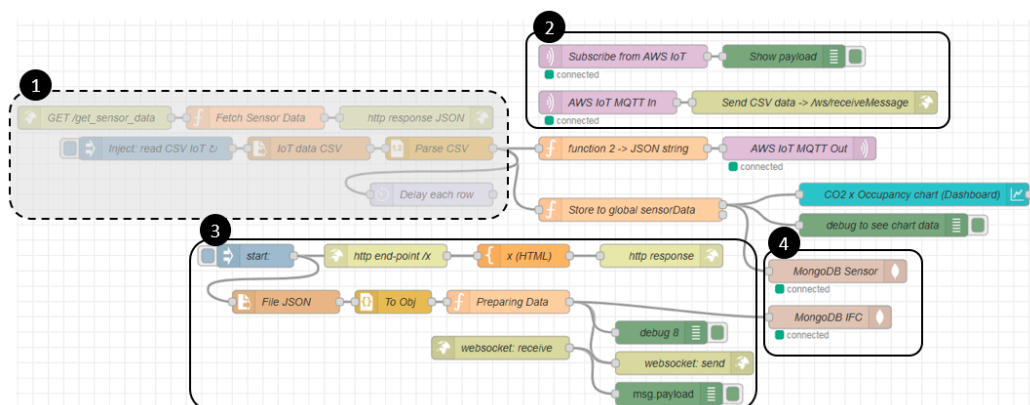 2
Subscribe from AWS IoT
Show payload
connected
AWS IoT MQTT In
Send CSV data -> /ws/receiveMessage
connected
1
GET /get_sensor_data
Fetch Sensor Data
http response JSON
Inject: read CSV IoT ↻
IoT data CSV
Parse CSV
Delay each row
function 2 -> JSON string
AWS IoT MQTT Out
connected
Store to global sensorData
CO2 x Occupancy chart (Dashboard)
debug to see chart data
3
start:
http end-point /x
x (HTML)
http response
File JSON
To Obj
Preparing Data
debug 8
websocket: receive
websocket: send
msg.payload
4
MongoDB Sensor
connected
MongoDB IFC
connected